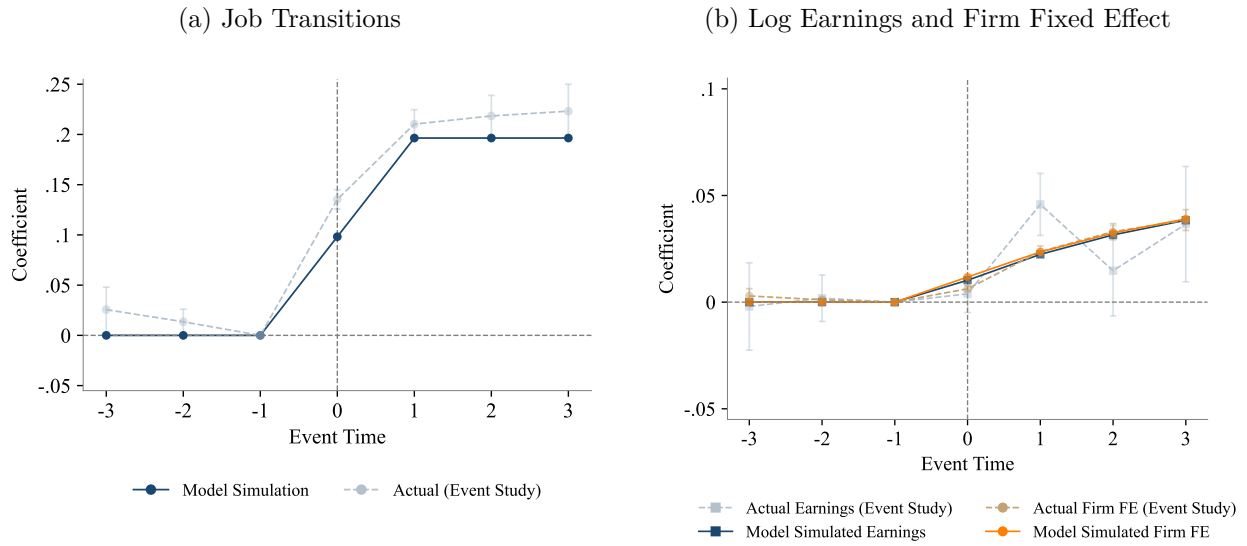 (a) Job Transitions
.25
.2
.15
.1
.05
0
-.05
Coefficient
-3 -2 -1 0 1 2 3
Event Time
Model Simulation Actual (Event Study)
(b) Log Earnings and Firm Fixed Effect
.1
0.05
0
-.05
Coefficient
-3 -2 -1 0 1 2 3
Event Time
Actual Earnings (Event Study) Actual Firm FE (Event Study)
Model Simulated Earnings Model Simulated Firm FE